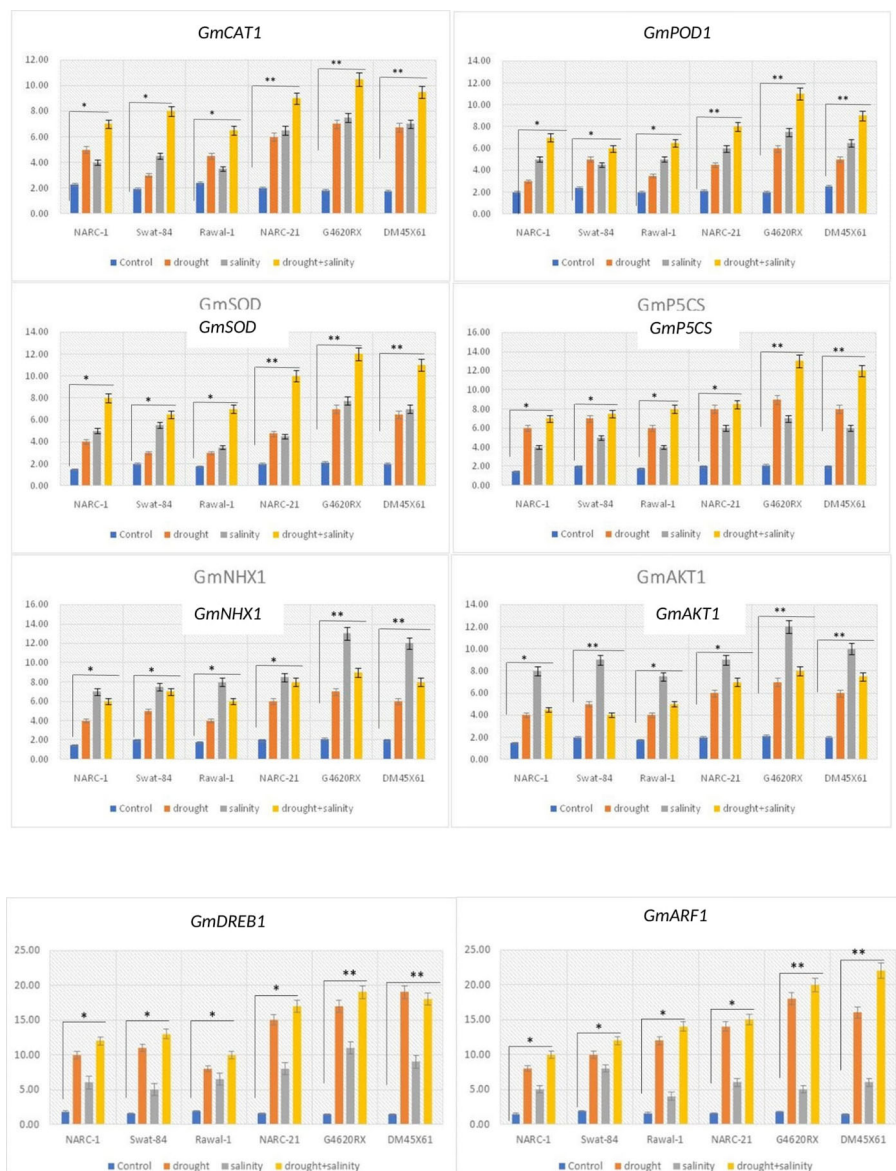 GmCAT1
12.00
10.00
8.00
6.00
4.00
2.00
0.00
* * * ** ** **
NARC-1 Swat-84 Rawal-1 NARC-21 G4620RX DM45X61
Control drought salinity drought+salinity
GmPOD1
14.00
12.00
10.00
8.00
6.00
4.00
2.00
0.00
* * * ** ** **
NARC-1 Swat-84 Rawal-1 NARC-21 G4620RX DM45X61
Control drought salinity drought+salinity
GmSOD
GmSOD
14.00
12.00
10.00
8.00
6.00
4.00
2.00
0.00
* * * ** ** **
NARC-1 Swat-84 Rawal-1 NARC-21 G4620RX DM45X61
Control drought salinity drought+salinity
GmP5CS
GmP5CS
16.00
14.00
12.00
10.00
8.00
6.00
4.00
2.00
0.00
* * * * ** **
NARC-1 Swat-84 Rawal-1 NARC-21 G4620RX DM45X61
Control drought salinity drought+salinity
GmNHX1
GmNHX1
16.00
14.00
12.00
10.00
8.00
6.00
4.00
2.00
0.00
* * * * ** **
NARC-1 Swat-84 Rawal-1 NARC-21 G4620RX DM45X61
Control drought salinity drought+salinity
GmAKT1
GmAKT1
14.00
12.00
10.00
8.00
6.00
4.00
2.00
0.00
* ** * * ** **
NARC-1 Swat-84 Rawal-1 NARC-21 G4620RX DM45X61
Control drought salinity drought+salinity
GmDREB1
25.00
20.00
15.00
10.00
5.00
0.00
* * * * ** **
NARC-1 Swat-84 Rawal-1 NARC-21 G4620RX DM45X61
Control drought salinity drought+salinity
GmARF1
25.00
20.00
15.00
10.00
5.00
0.00
* * * * ** **
NARC-1 Swat-84 Rawal-1 NARC-21 G4620RX DM45X61
Control drought salinity drought+salinity